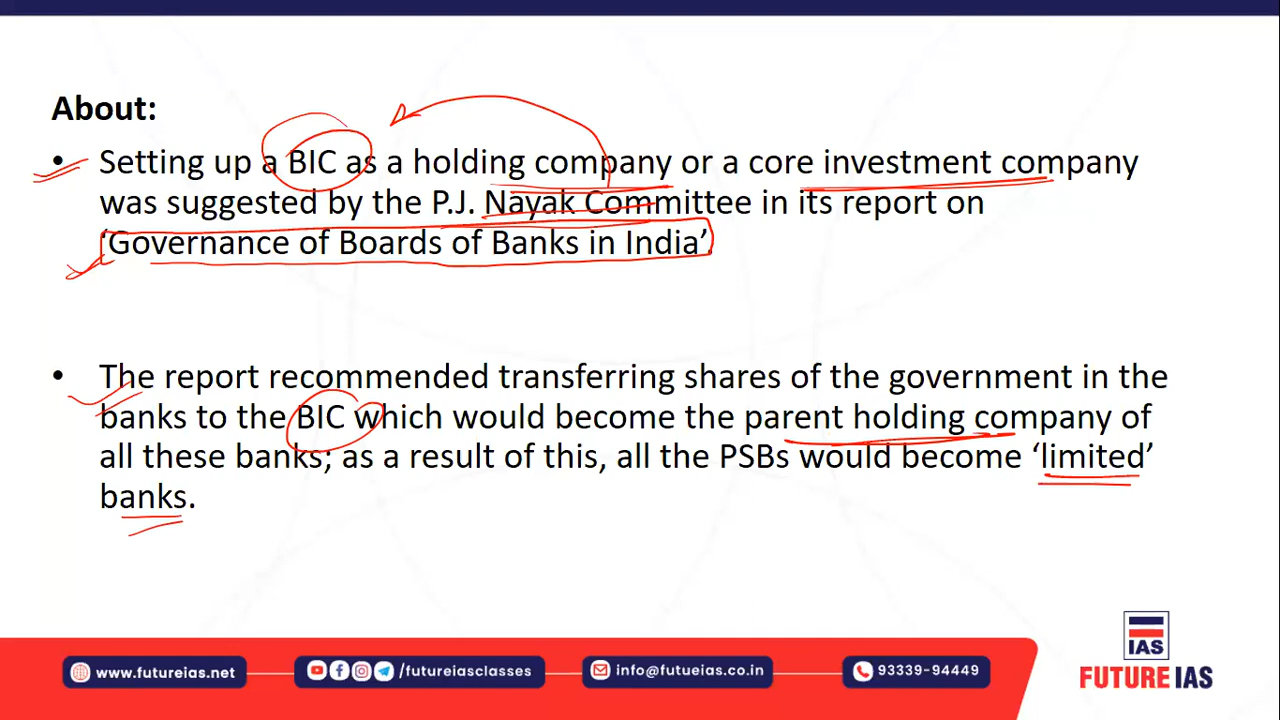 About:
• Setting up a BIC as a holding company or a core investment company
was suggested by the P.J. Nayak Committee in its report on
‘Governance of Boards of Banks in India’.
• The report recommended transferring shares of the government in the
banks to the BIC which would become the parent holding company of
all these banks; as a result of this, all the PSBs would become ‘limited’
banks.
IAS
FUTURE IAS
www.futureias.net
/futureiasclasses
info@futueias.co.in
93339-94449